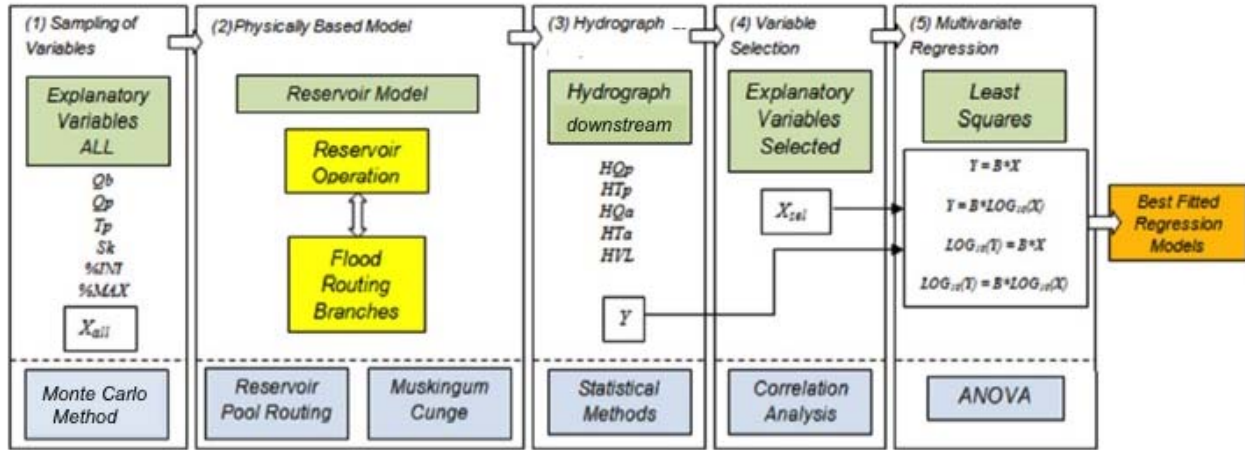 (1) Sampling of
Variables
Explanatory
Variables
ALL
Qb
Qp
Tp
Sk
%INI
%MAX
X_all
Monte Carlo
Method
(2)Physically Based Model
Reservoir Model
Reservoir
Operation
Flood
Routing
Branches
Reservoir
Pool Routing
Muskingum
Cunge
(3) Hydrograph
Hydrograph
downstream
HQp
HTp
HQa
HTa
HVL
Y
Statistical
Methods
(4) Variable
Selection
Explanatory
Variables
Selected
X_sel
Correlation
Analysis
(5) Multivariate
Regression
Least
Squares
Y = B*X
Y = B*LOG₁₀(X)
LOG₁₀(Y) = B*X
LOG₁₀(Y) = B*LOG₁₀(X)
ANOVA
Best Fitted
Regression
Models